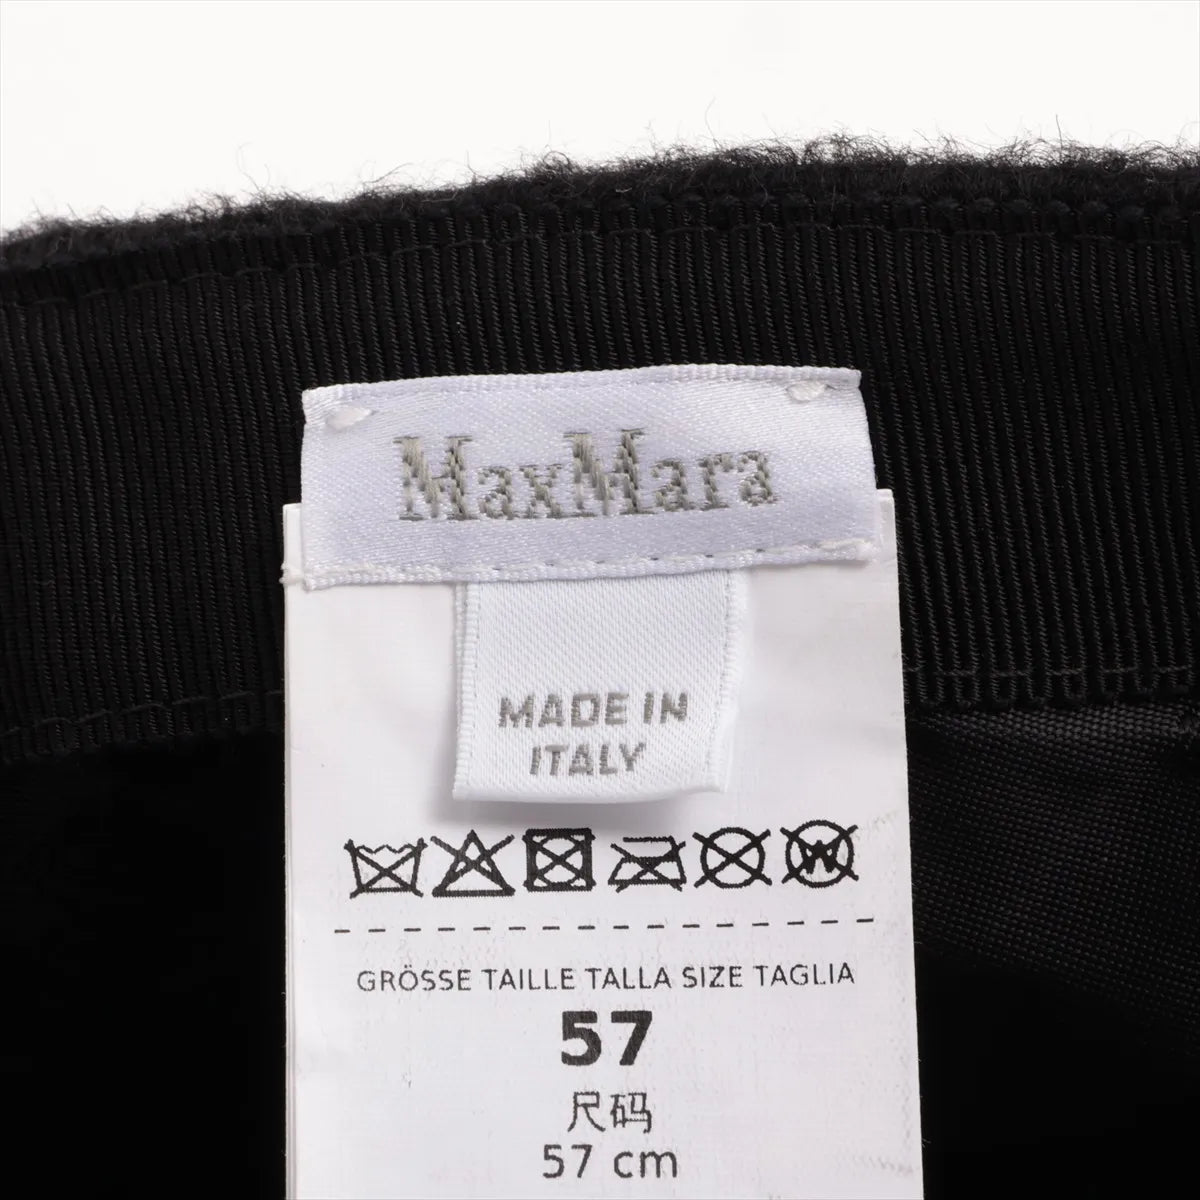 MaxMara
MADE IN
ITALY
GRÖSSE TAILLE TALLA SIZE TAGLIA
57
尺码
57 cm